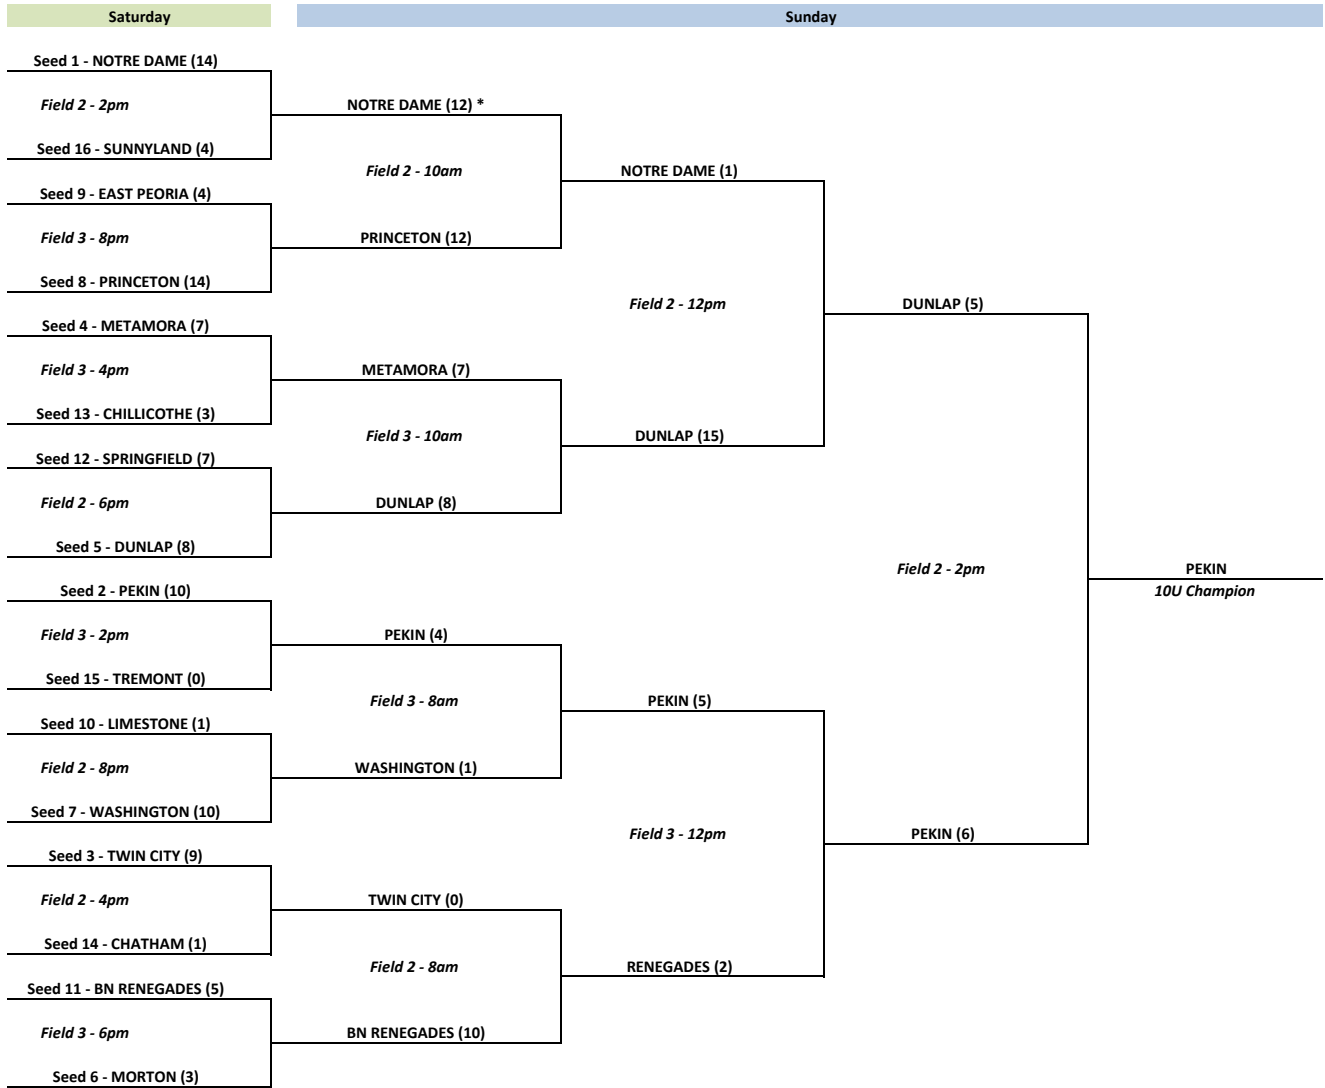 Saturday
Sunday
Seed 1 - NOTRE DAME (14)
Field 2 - 2pm
NOTRE DAME (12) *
Seed 16 - SUNNYLAND (4)
Field 2 - 10am
NOTRE DAME (1)
Seed 9 - EAST PEORIA (4)
Field 3 - 8pm
PRINCETON (12)
Seed 8 - PRINCETON (14)
Field 2 - 12pm
DUNLAP (5)
Seed 4 - METAMORA (7)
Field 3 - 4pm
METAMORA (7)
Seed 13 - CHILLICOTHE (3)
Field 3 - 10am
DUNLAP (15)
Seed 12 - SPRINGFIELD (7)
Field 2 - 6pm
DUNLAP (8)
Seed 5 - DUNLAP (8)
Field 2 - 2pm
PEKIN
10U Champion
Seed 2 - PEKIN (10)
Field 3 - 2pm
PEKIN (4)
Seed 15 - TREMONT (0)
Field 3 - 8am
PEKIN (5)
Seed 10 - LIMESTONE (1)
Field 2 - 8pm
WASHINGTON (1)
Seed 7 - WASHINGTON (10)
Field 3 - 12pm
PEKIN (6)
Seed 3 - TWIN CITY (9)
Field 2 - 4pm
TWIN CITY (0)
Seed 14 - CHATHAM (1)
Field 2 - 8am
RENEGADES (2)
Seed 11 - BN RENEGADES (5)
Field 3 - 6pm
BN RENEGADES (10)
Seed 6 - MORTON (3)